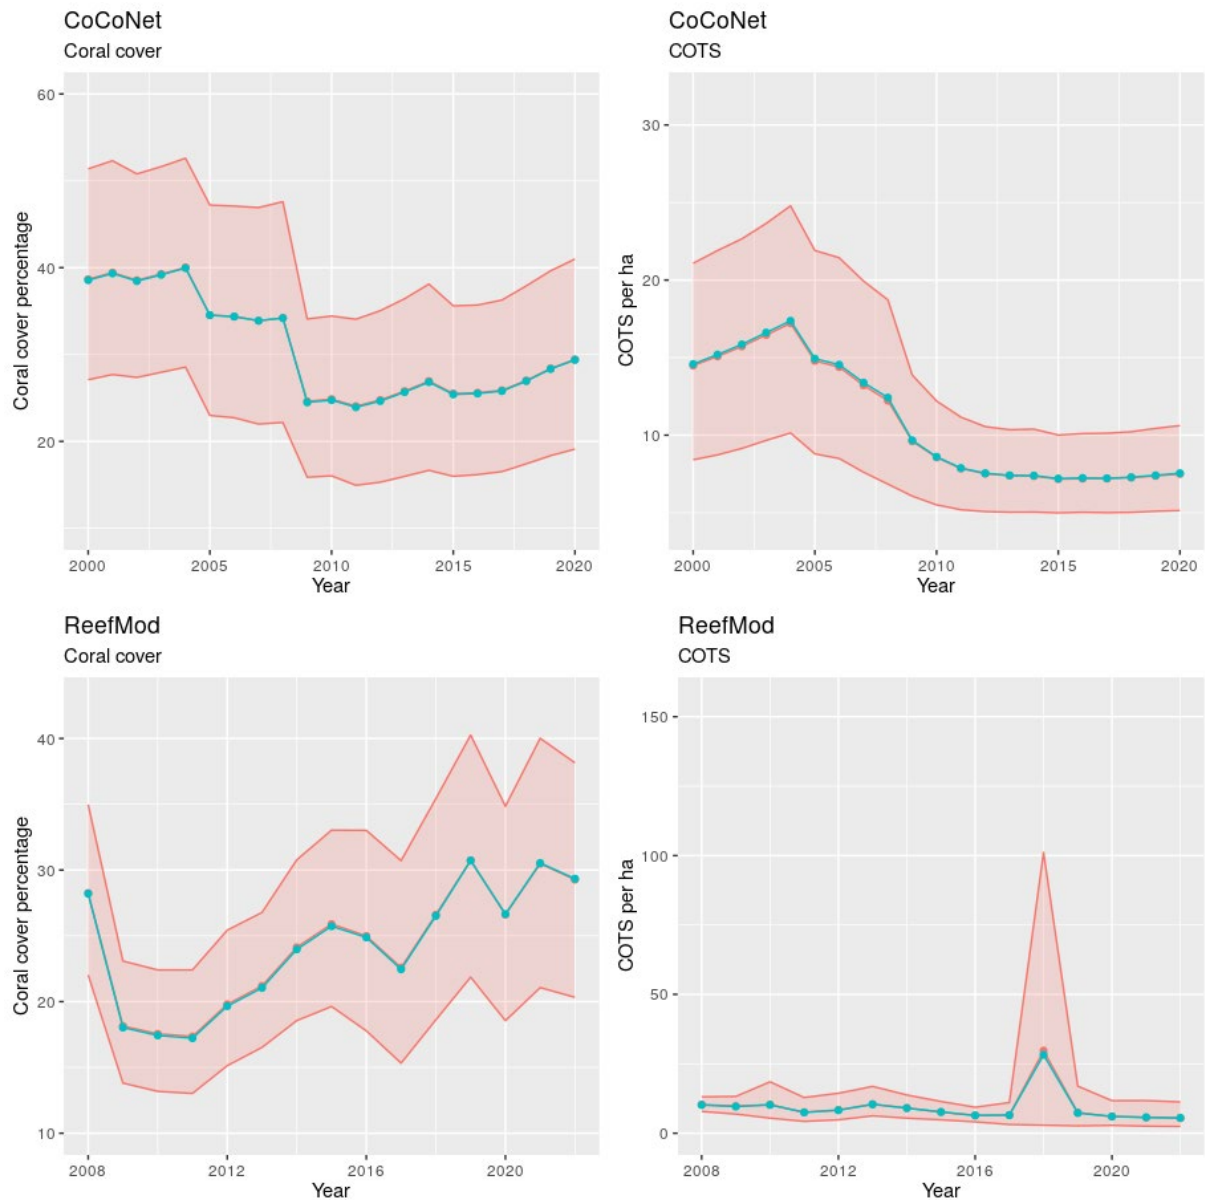 CoCoNet
Coral cover
60
40
20
Coral cover percentage
2000 2005 2010 2015 2020
Year
CoCoNet
COTS
30
20
10
COTS per ha
2000 2005 2010 2015 2020
Year
ReefMod
Coral cover
40
30
20
10
Coral cover percentage
2008 2012 2016 2020
Year
ReefMod
COTS
150
100
50
0
COTS per ha
2008 2012 2016 2020
Year